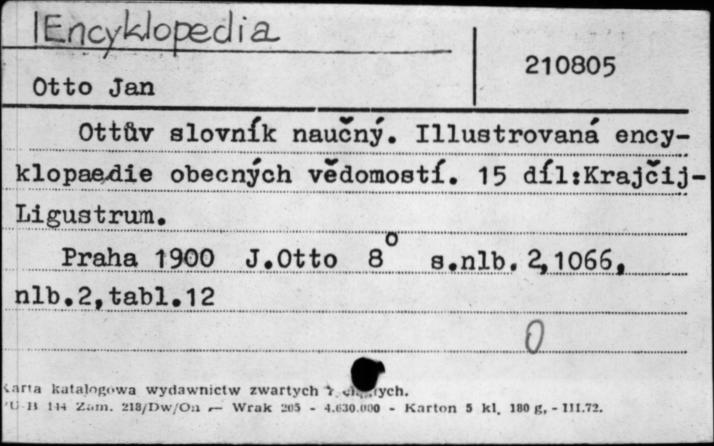 Encyklopedia
210805
Otto Jan
Ottův slovník naučný. Illustrovaná ency-
klopaedie obecných vědomostí. 15 díl:Krajčij-
Ligustrum.
Praha 1900 J.Otto 8° s.nlb. 2,1066,
nlb.2,tabl.12
0
Karta katalogowa wydawnictw zwartych
PU-B 144 Zam. 218/Dw/On — Wrak 205 - 4.630.000 - Karton 5 kl. 180 g, - III.72.